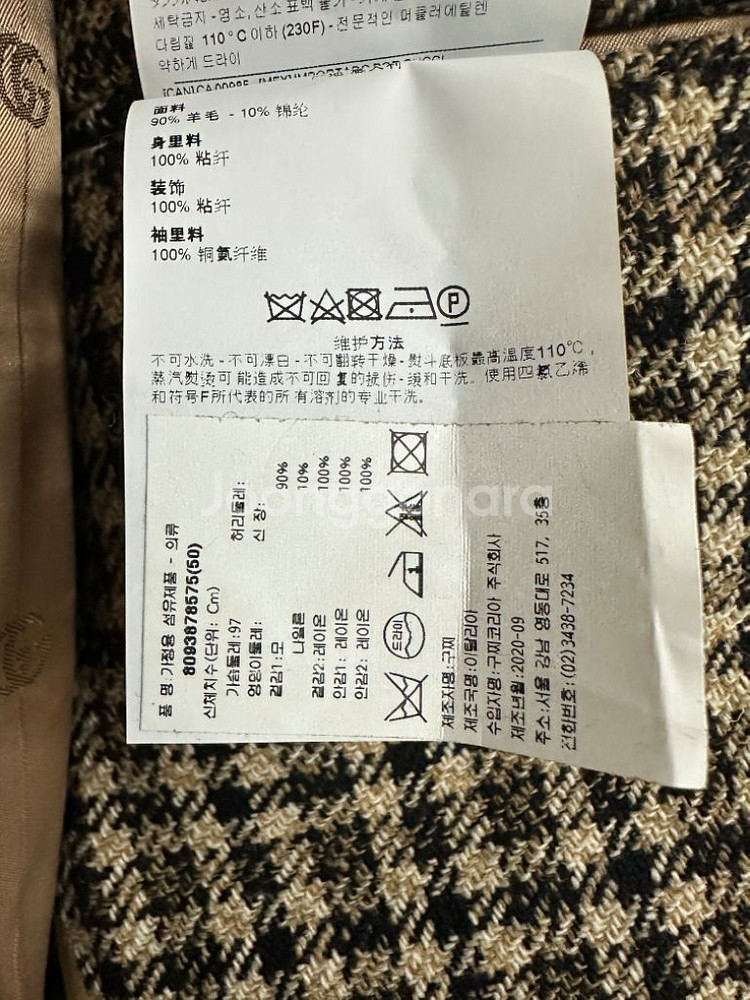 세탁금지 - 염소, 산소 표백
다림질 110°C 이하 (230F) - 전문적인 퍼클러에틸렌
약하게 드라이
面料
90% 羊毛 - 10% 锦纶
身里料
100% 粘纤
装饰
100% 粘纤
袖里料
100% 铜氨纤维
P
维护方法
不可水洗 - 不可漂白 - 不可翻转干燥 - 熨斗底板最高温度110°C,
蒸汽熨烫可能造成不可回复的损伤 - 缓和干洗。使用四氯乙烯
和符号F所代表的所有溶剂的专业干洗。
품 명:가정용 섬유제품 - 의류
8093878575(50)
신체치수(단위: Cm)
가슴둘레:97 허리둘레:
엉덩이둘레: 신 장:
겉감1:모 90%
나일론 10%
겉감2:레이온 100%
안감1: 레이온 100%
안감2: 레이온 100%
드라이
제조자명:구찌
제조국명:이탈리아
수입자명:구찌코리아 주식회사
제조년월:2020-09
주소:서울 강남 영동대로 517, 35층
전화번호:(02)3438-7234
Joonggonara